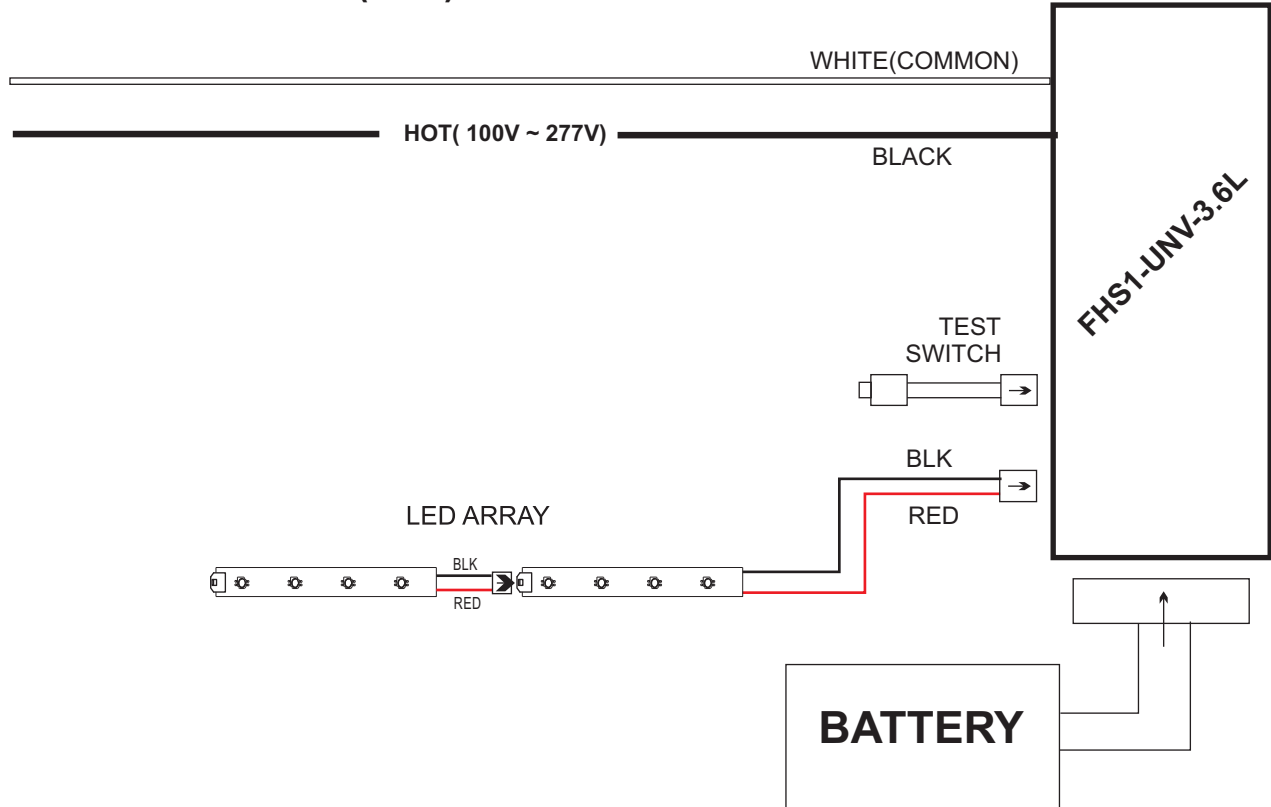 WHITE(COMMON)
HOT( 100V ~ 277V)
BLACK
FHS1-UNV-3.6L
TEST
SWITCH
BLK
RED
LED ARRAY
BLK
RED
BATTERY